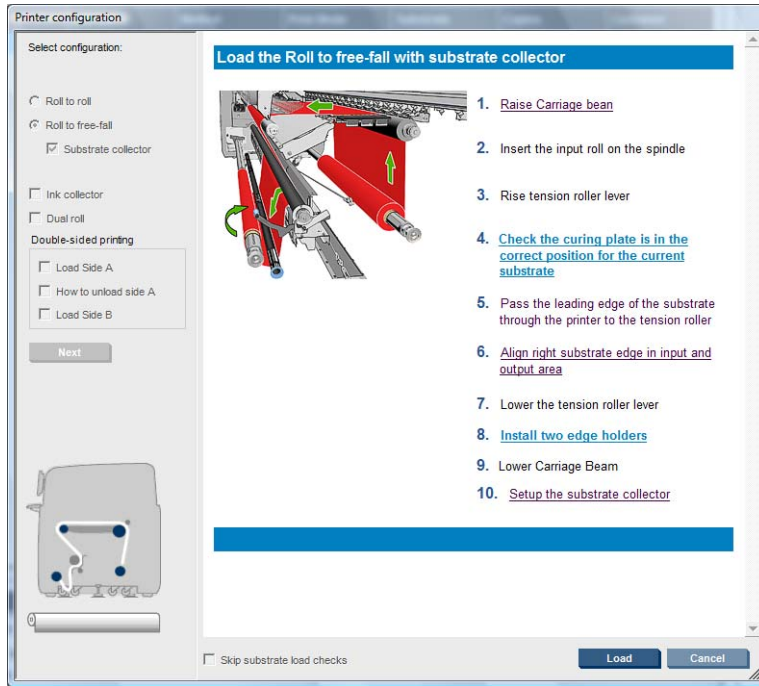 Printer configuration
Select configuration:
Roll to roll
Roll to free-fall
Substrate collector
Ink collector
Dual roll
Double-sided printing
Load Side A
How to unload side A
Load Side B
Next
Load the Roll to free-fall with substrate collector
1. Raise Carriage bean
2. Insert the input roll on the spindle
3. Rise tension roller lever
4. Check the curing plate is in the
correct position for the current
substrate
5. Pass the leading edge of the substrate
through the printer to the tension roller
6. Align right substrate edge in input and
output area
7. Lower the tension roller lever
8. Install two edge holders
9. Lower Carriage Beam
10. Setup the substrate collector
Skip substrate load checks
Load
Cancel